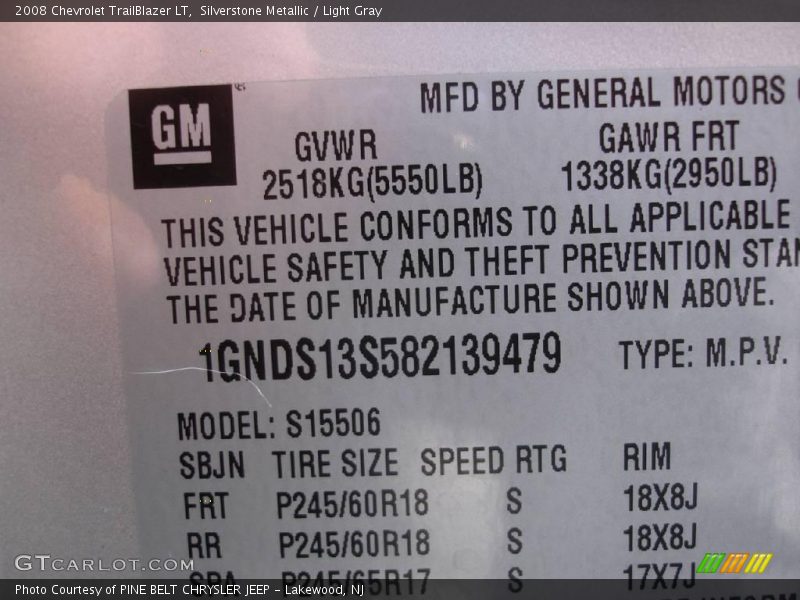 2008 Chevrolet TrailBlazer LT, Silverstone Metallic / Light Gray
MFD BY GENERAL MOTORS
GM
GVWR GAWR FRT
2518KG(5550LB) 1338KG(2950LB)
THIS VEHICLE CONFORMS TO ALL APPLICABLE
VEHICLE SAFETY AND THEFT PREVENTION STAN
THE DATE OF MANUFACTURE SHOWN ABOVE.
1GNDS13S582139479 TYPE: M.P.V.
MODEL: S15506
SBJN TIRE SIZE SPEED RTG RIM
FRT P245/60R18 S 18X8J
RR P245/60R18 S 18X8J
SPA P245/65R17 S 17X7J
GTCARLOT.COM
Photo Courtesy of PINE BELT CHRYSLER JEEP – Lakewood, NJ